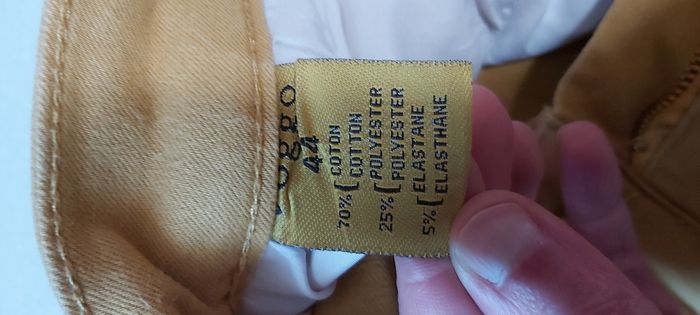 44
70% [ COTON
COTTON
25% [ POLYESTER
POLYESTER
5% [ ELASTANE
ELASTHANE